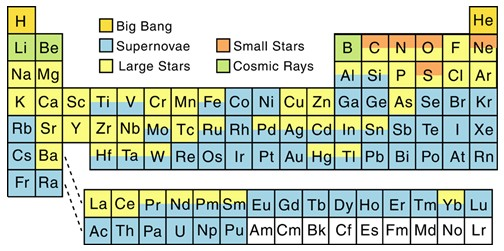 H He
Big Bang
Li Be Supernovae Small Stars B C N O F Ne
Na Mg Large Stars Cosmic Rays Al Si P S Cl Ar
K Ca Sc Ti V Cr Mn Fe Co Ni Cu Zn Ga Ge As Se Br Kr
Rb Sr Y Zr Nb Mo Tc Ru Rh Pd Ag Cd In Sn Sb Te I Xe
Cs Ba Hf Ta W Re Os Ir Pt Au Hg Tl Pb Bi Po At Rn
Fr Ra
La Ce Pr Nd Pm Sm Eu Gd Tb Dy Ho Er Tm Yb Lu
Ac Th Pa U Np Pu Am Cm Bk Cf Es Fm Md No Lr